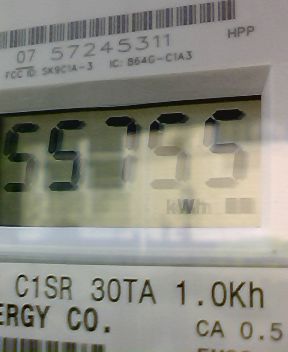 07 57245311
HPP
FCC ID: SK9C1A-3 IC: 864G-C1A3
55755
kWh
C1SR 30TA 1.0Kh
ERGY CO.
CA 0.5